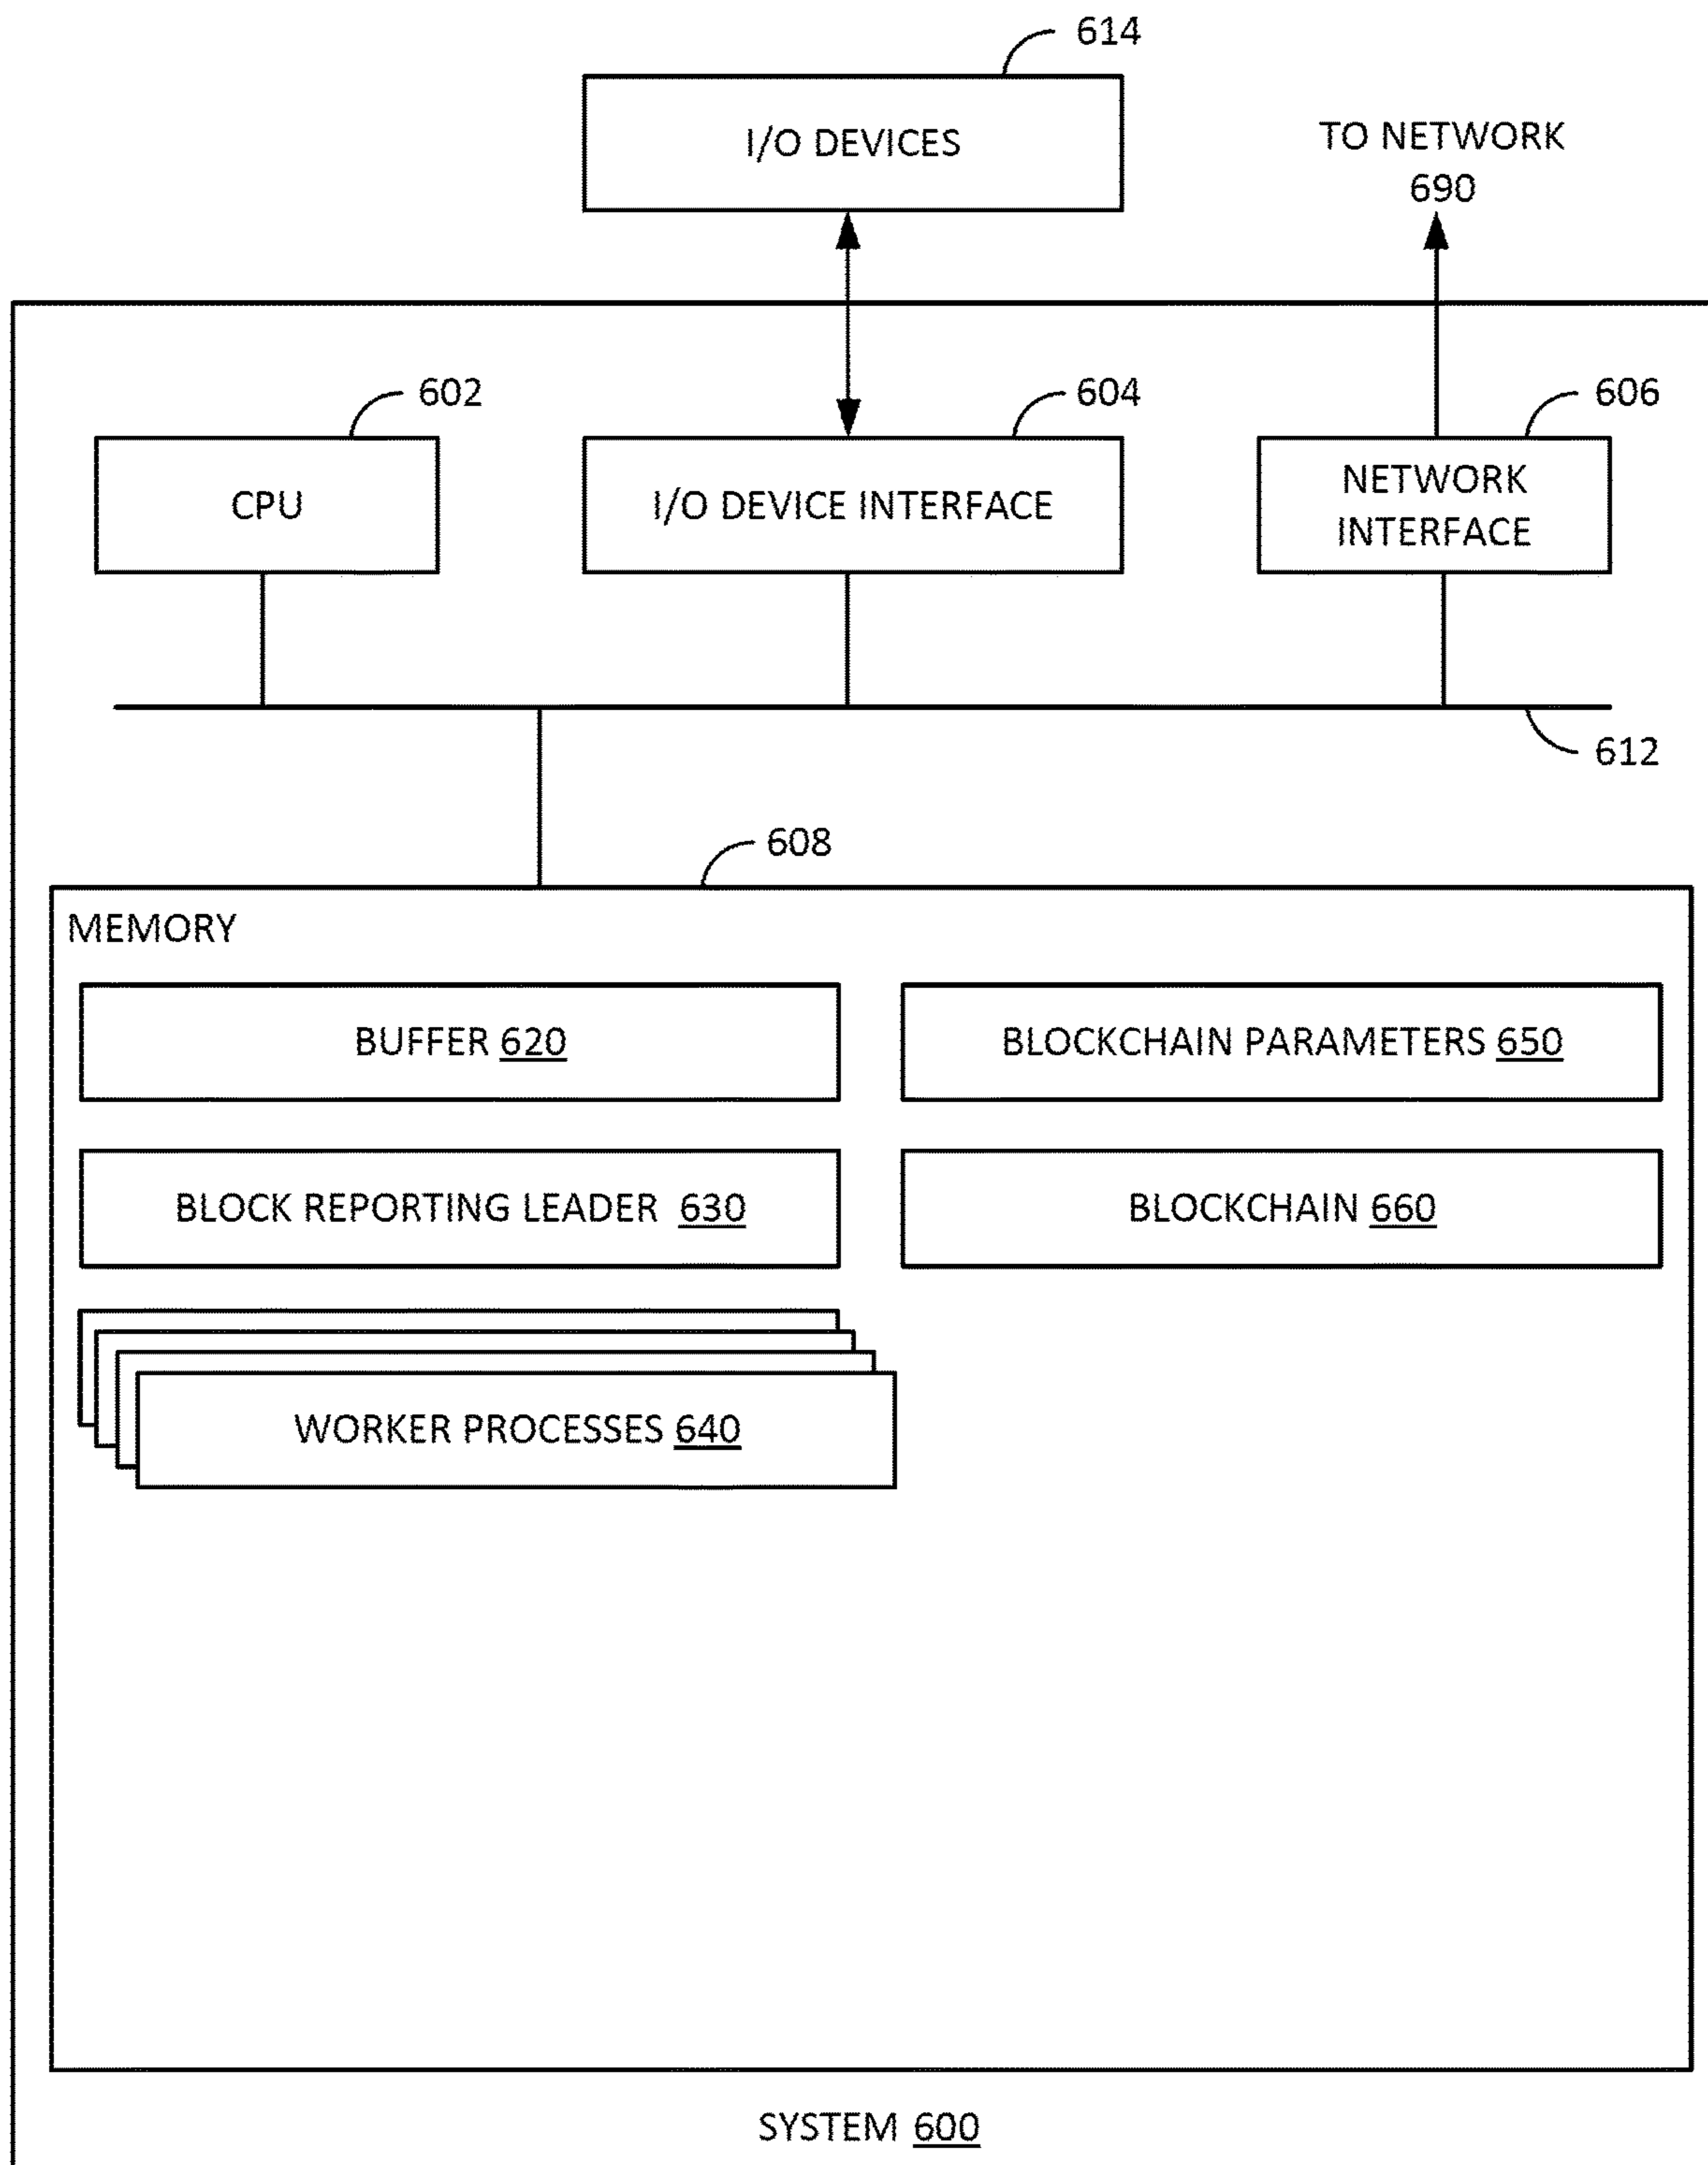 614
I/O DEVICES
TO NETWORK
690
602
604
606
CPU
I/O DEVICE INTERFACE
NETWORK
INTERFACE
612
608
MEMORY
BUFFER 620
BLOCKCHAIN PARAMETERS 650
BLOCK REPORTING LEADER 630
BLOCKCHAIN 660
WORKER PROCESSES 640
SYSTEM 600